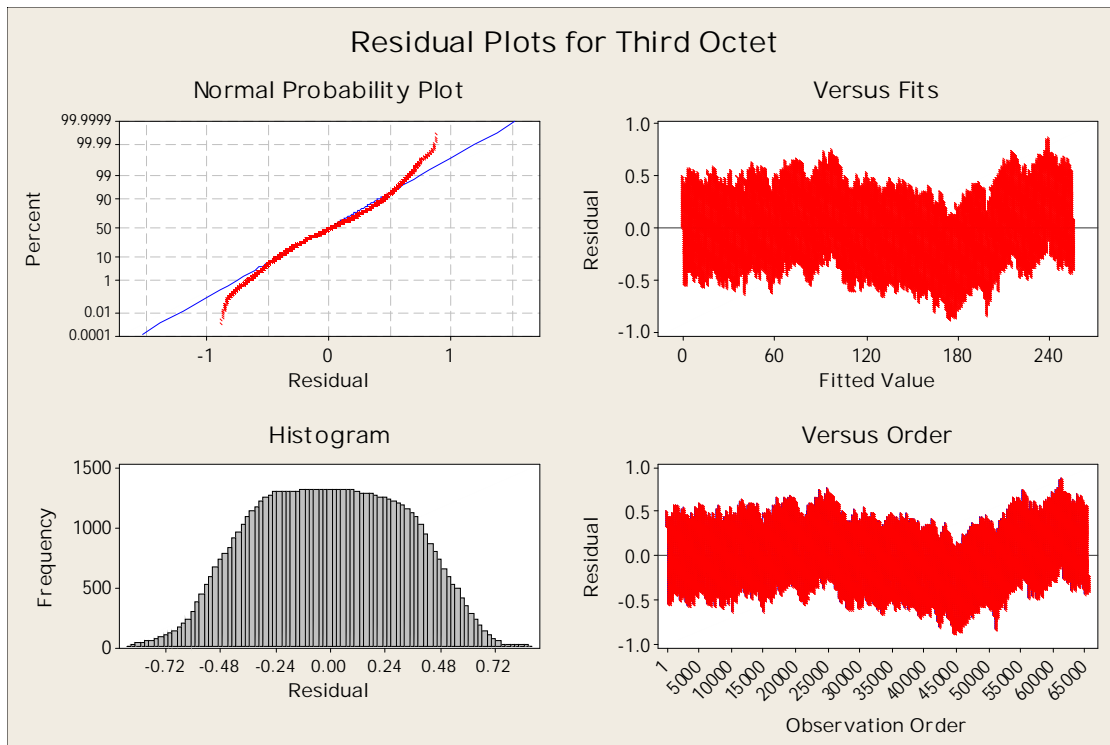 Residual Plots for Third Octet
Normal Probability Plot
99.9999
99.99
99
90
50
10
1
0.01
0.0001
Percent
-1 0 1
Residual
Versus Fits
1.0
0.5
0.0
-0.5
-1.0
Residual
0 60 120 180 240
Fitted Value
Histogram
1500
1000
500
0
Frequency
-0.72 -0.48 -0.24 0.00 0.24 0.48 0.72
Residual
Versus Order
1.0
0.5
0.0
-0.5
-1.0
Residual
1 5000 10000 15000 20000 25000 30000 35000 40000 45000 50000 55000 60000 65000
Observation Order